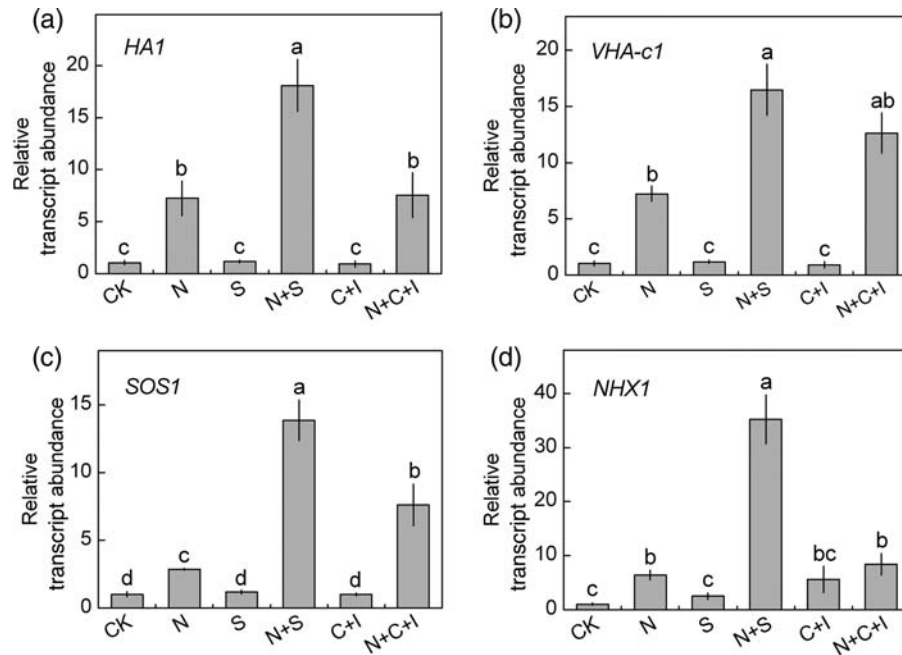 (a)
HA1
Relative
transcript abundance
20
15
10
5
0
c
b
c
a
c
b
CK
N
S
N+S
C+I
N+C+I
(b)
VHA-c1
Relative
transcript abundance
20
15
10
5
0
c
b
c
a
c
ab
CK
N
S
N+S
C+I
N+C+I
(c)
SOS1
Relative
transcript abundance
15
10
5
0
d
c
d
a
d
b
CK
N
S
N+S
C+I
N+C+I
(d)
NHX1
Relative
transcript abundance
40
30
20
10
0
c
b
c
a
bc
b
CK
N
S
N+S
C+I
N+C+I